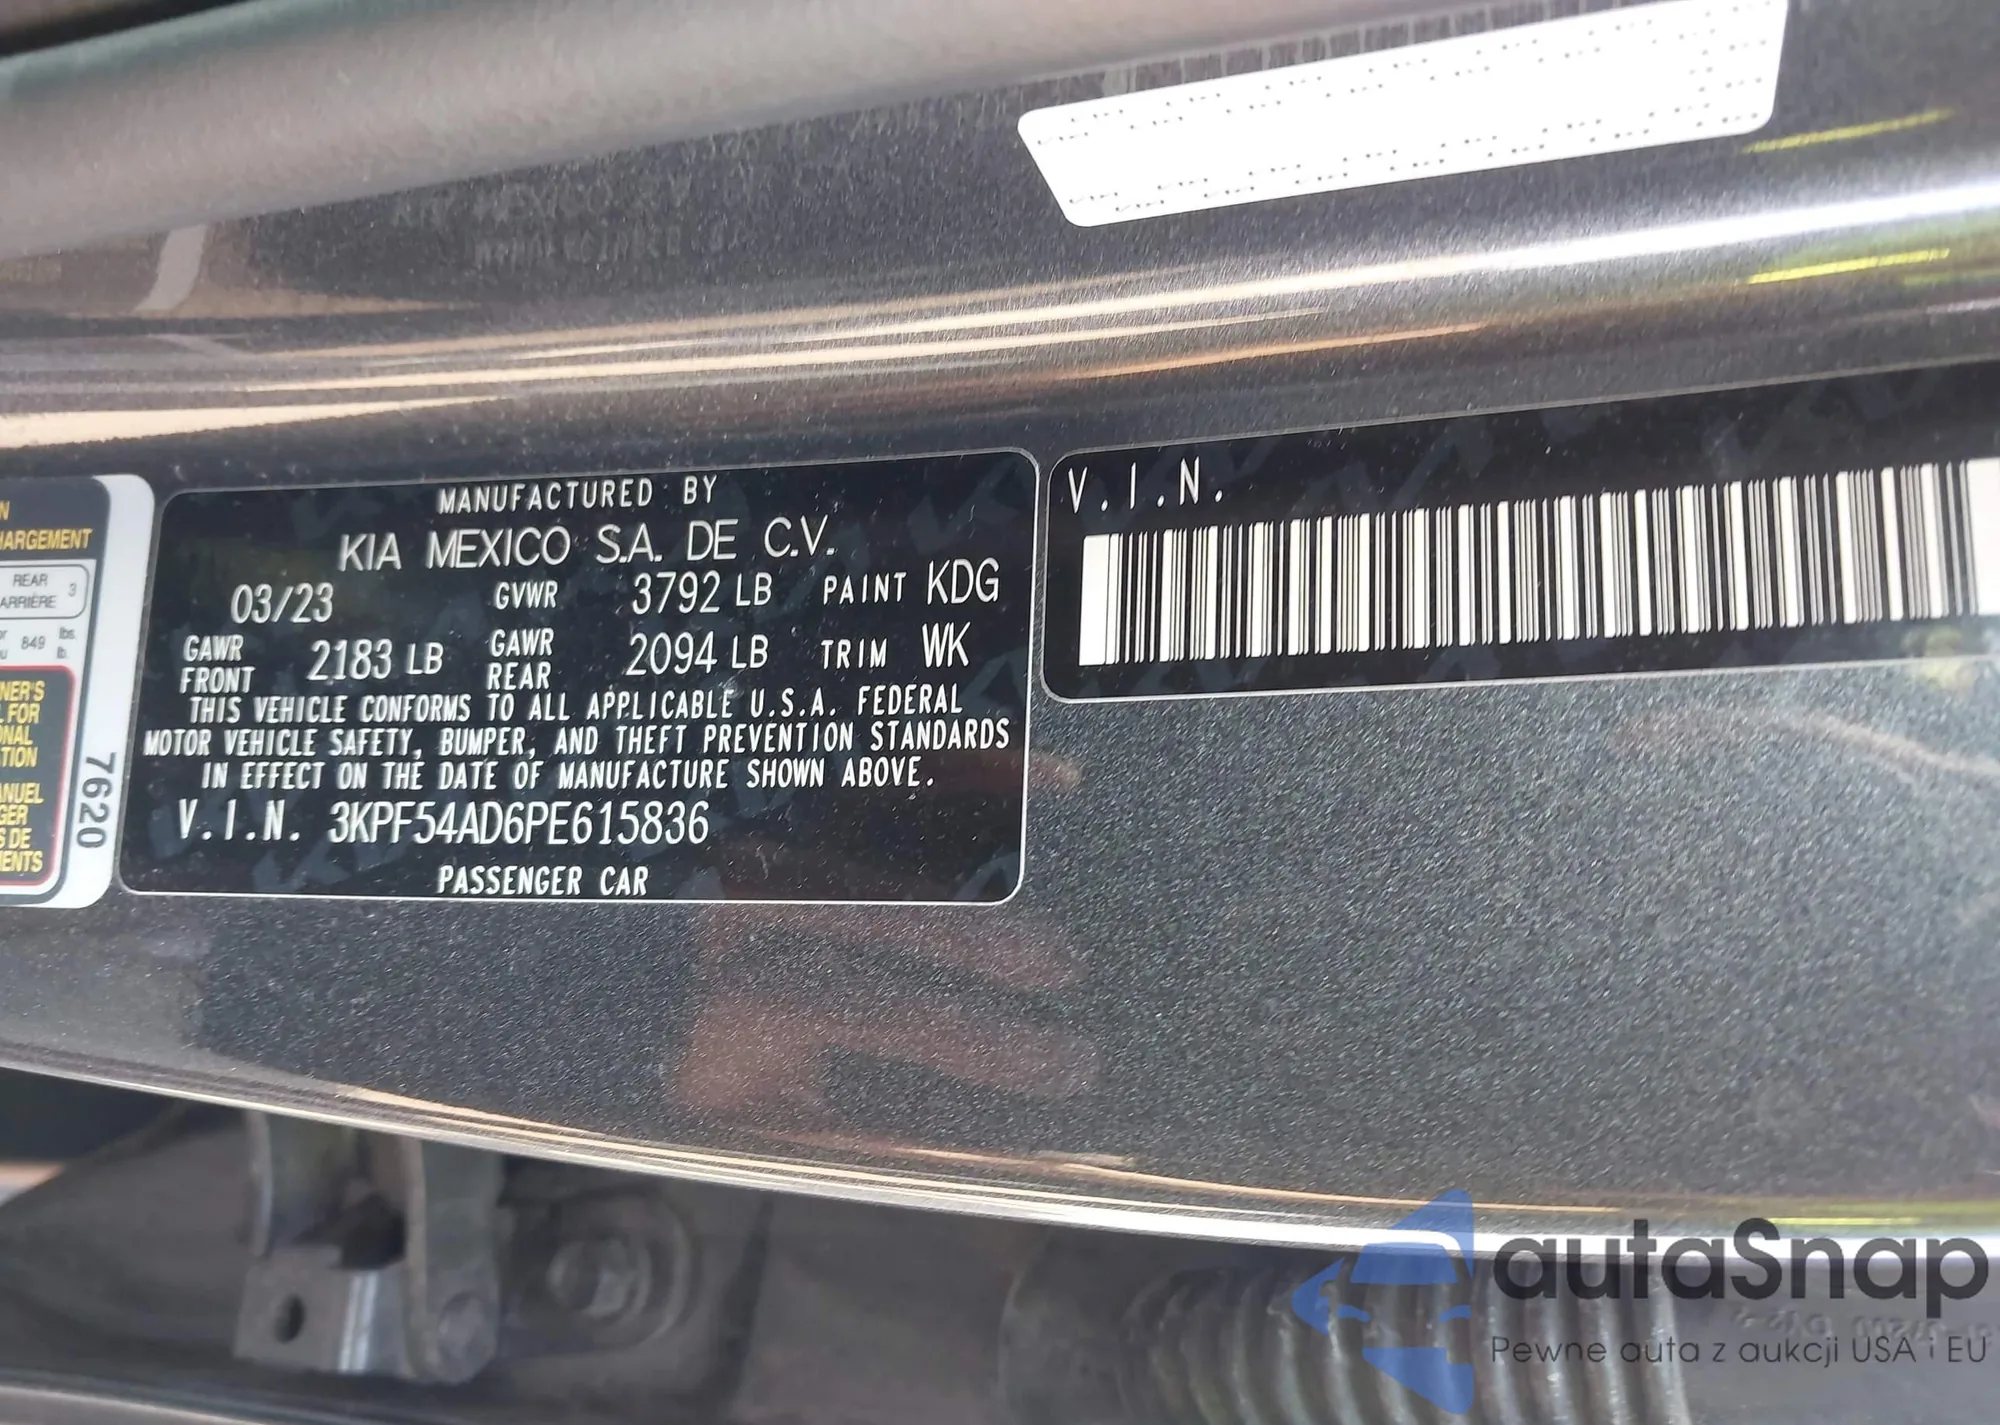 MANUFACTURED BY
KIA MEXICO S.A. DE C.V.
03/23 GVWR 3792 LB PAINT KDG
GAWR FRONT 2183 LB GAWR REAR 2094 LB TRIM WK
THIS VEHICLE CONFORMS TO ALL APPLICABLE U.S.A. FEDERAL
MOTOR VEHICLE SAFETY, BUMPER, AND THEFT PREVENTION STANDARDS
IN EFFECT ON THE DATE OF MANUFACTURE SHOWN ABOVE.
V.I.N. 3KPF54AD6PE615836
PASSENGER CAR
V.I.N.
REAR 3
ARRIÈRE
849 lbs.
7620
autaSnap
Pewne auta z aukcji USA i EU